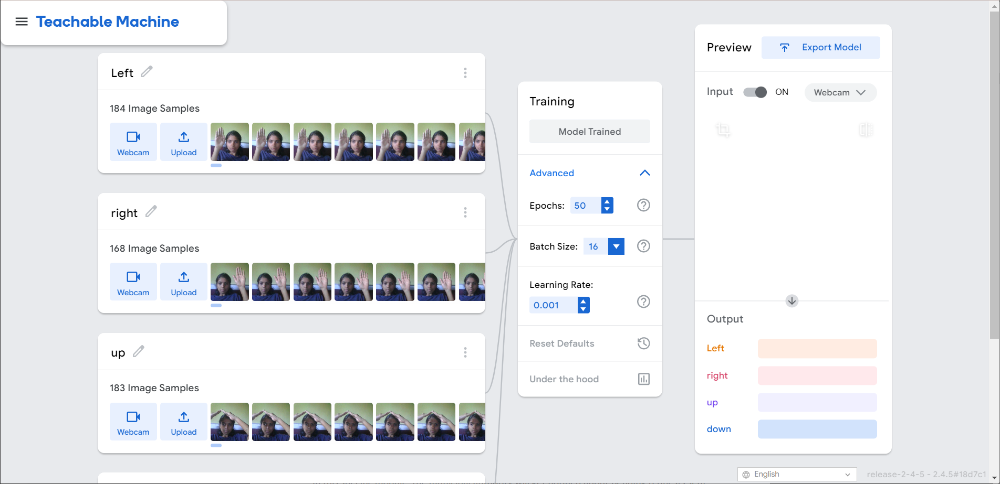 Teachable Machine
Left
184 Image Samples
Webcam
Upload
right
168 Image Samples
Webcam
Upload
up
183 Image Samples
Webcam
Upload
Training
Model Trained
Advanced
Epochs: 50
Batch Size: 16
Learning Rate:
0.001
Reset Defaults
Under the hood
Preview
Export Model
Input ON Webcam
Output
Left
right
up
down
English
release-2-4-5 - 2.4.5#18d7c1